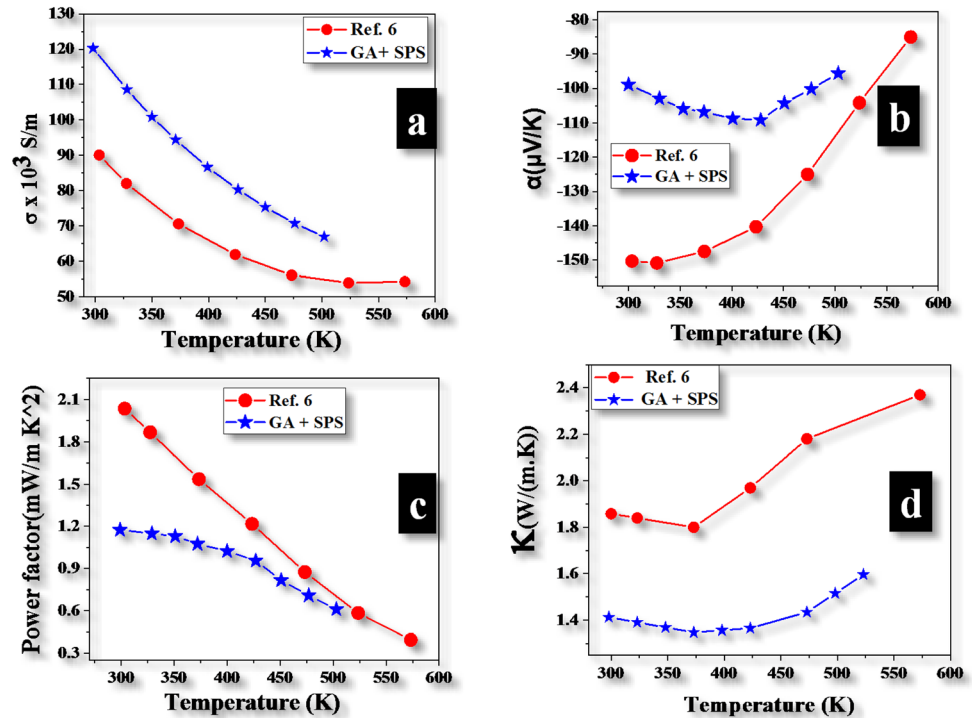 130
120
110
100
90
80
70
60
50
σ x 10³ S/m
Ref. 6
GA+ SPS
a
300 350 400 450 500 550 600
Temperature (K)
-80
-90
-100
-110
-120
-130
-140
-150
α(μV/K)
Ref. 6
GA + SPS
b
300 350 400 450 500 550 600
Temperature (K)
2.1
1.8
1.5
1.2
0.9
0.6
0.3
Power factor(mW/m K^2)
Ref. 6
GA + SPS
c
300 350 400 450 500 550 600
Temperature (K)
2.4
2.2
2.0
1.8
1.6
1.4
κ(W/(m.K))
Ref. 6
GA + SPS
d
300 350 400 450 500 550 600
Temperature (K)